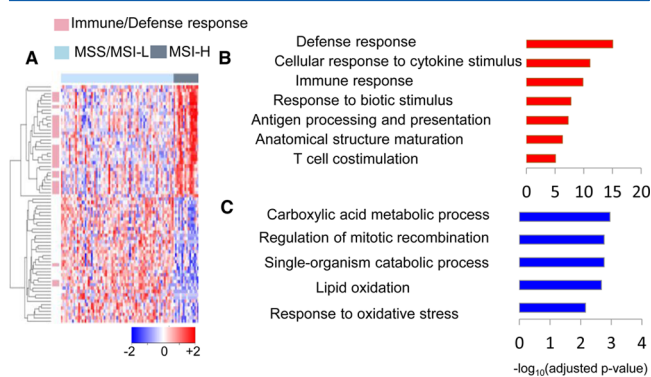 Immune/Defense response
MSS/MSI-L MSI-H
A
-2 0 +2
B
Defense response
Cellular response to cytokine stimulus
Immune response
Response to biotic stimulus
Antigen processing and presentation
Anatomical structure maturation
T cell costimulation
0 5 10 15 20
C
Carboxylic acid metabolic process
Regulation of mitotic recombination
Single-organism catabolic process
Lipid oxidation
Response to oxidative stress
0 1 2 3 4
-log10(adjusted p-value)